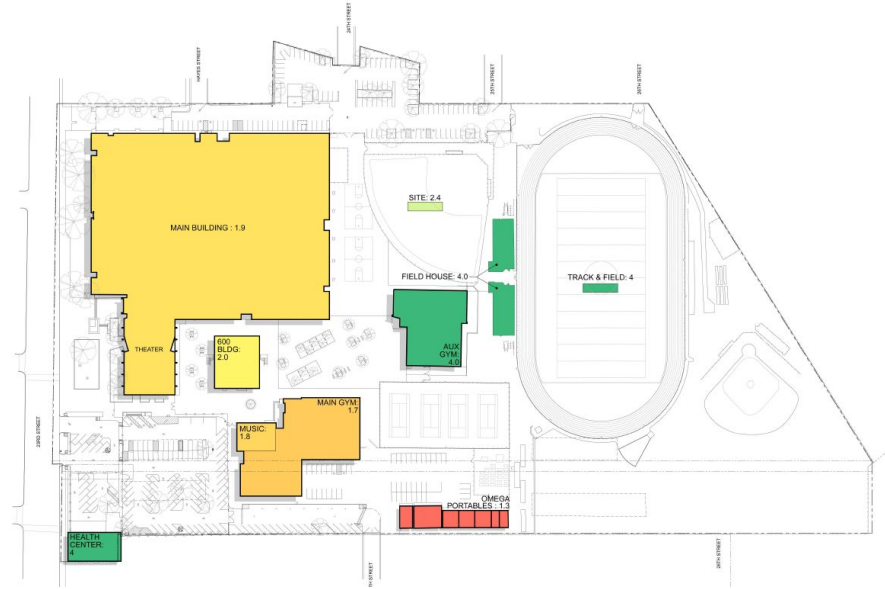 24TH STREET
HAYES STREET
25TH STREET
26TH STREET
SITE: 2.4
MAIN BUILDING : 1.9
FIELD HOUSE: 4.0
TRACK & FIELD: 4
THEATER
600
BLDG:
2.0
AUX
GYM:
4.0
MAIN GYM:
1.7
MUSIC:
1.8
23RD STREET
OMEGA
PORTABLES : 1.3
HEALTH
CENTER:
4
TH STREET
26TH STREET